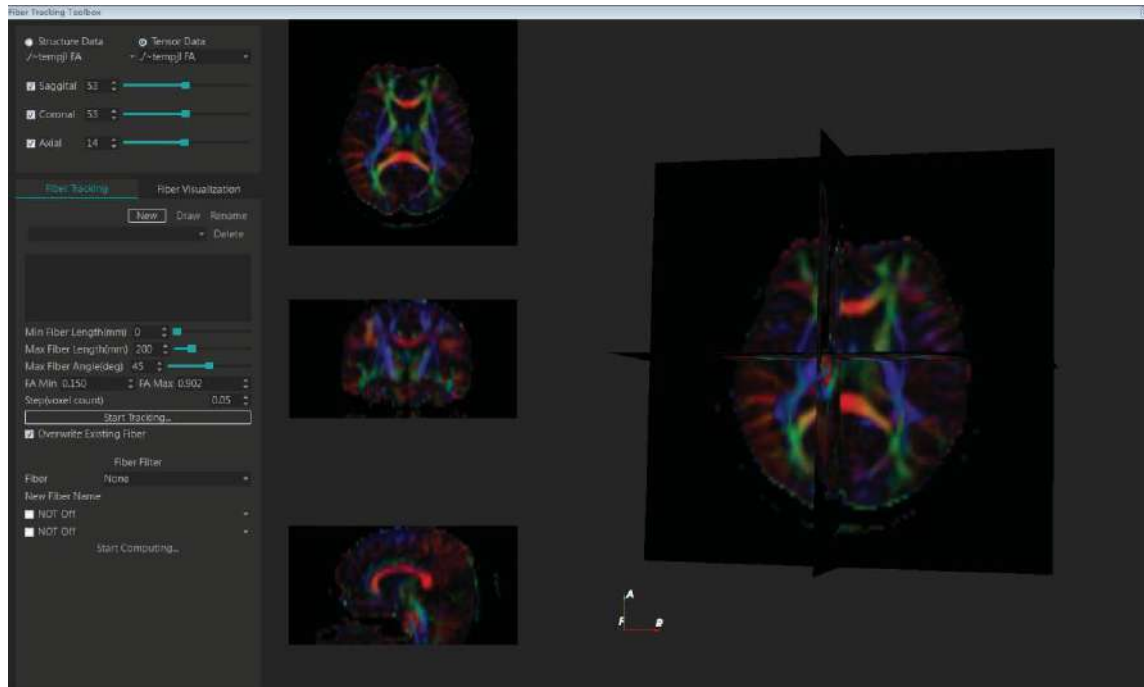 Fiber Tracking Toolbox
Structure Data Tensor Data
./~tempjl FA ./~tempjl FA
Saggital 53
Coronal 53
Axial 14
Fiber Tracking Fiber Visualization
New Draw Rename
Delete
Min Fiber Length(mm) 0
Max Fiber Length(mm) 200
Max Fiber Angle(deg) 45
FA Min 0.150 FA Max 0.902
Step(voxel count) 0.05
Start Tracking...
Overwrite Existing Fiber
Fiber Filter
Fiber None
New Fiber Name
NOT Off
NOT Off
Start Computing...
A
F R